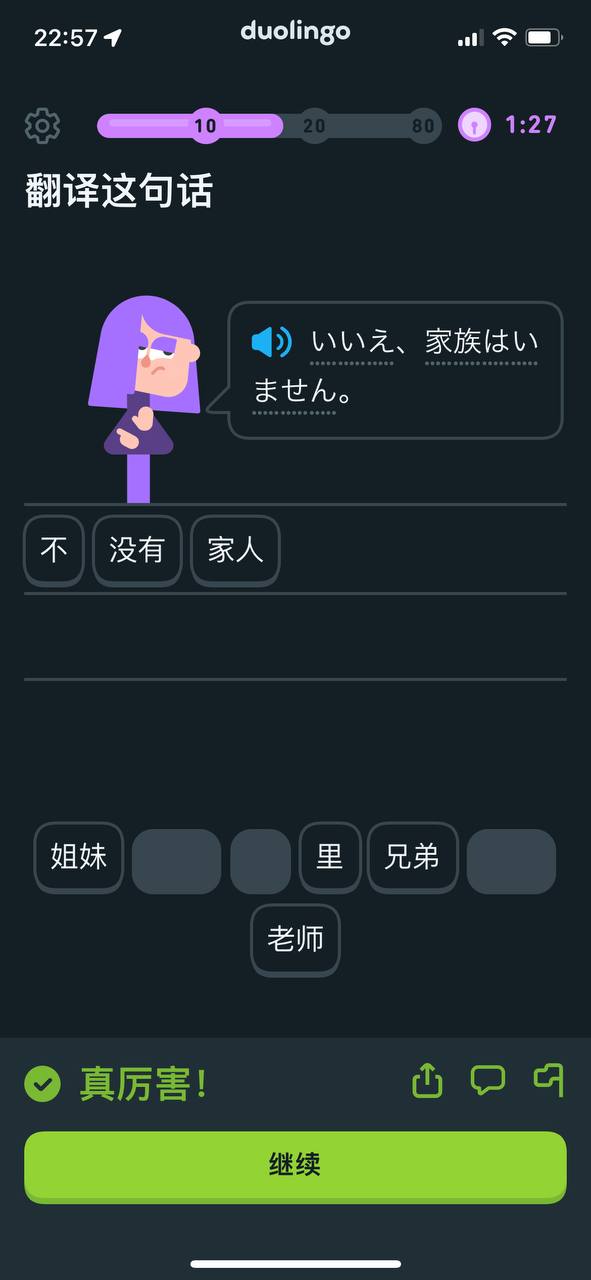 22:57
duolingo
10 20 80 1:27
翻译这句话
いいえ、家族はい
ません。
不 没有 家人
姐妹 里 兄弟
老师
真厉害!
继续